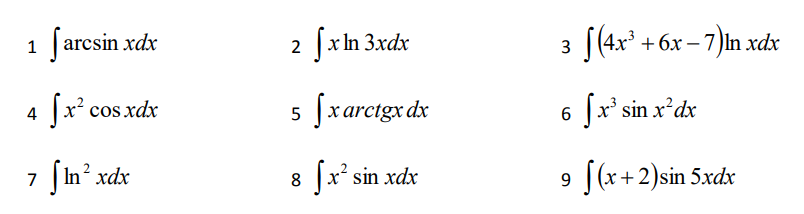 1 ∫ arcsin xdx 2 ∫ x ln 3xdx 3 ∫ (4x³ + 6x – 7)ln xdx
4 ∫ x² cos xdx 5 ∫ x arctgx dx 6 ∫ x³ sin x²dx
7 ∫ ln² xdx 8 ∫ x² sin xdx 9 ∫ (x + 2)sin 5xdx